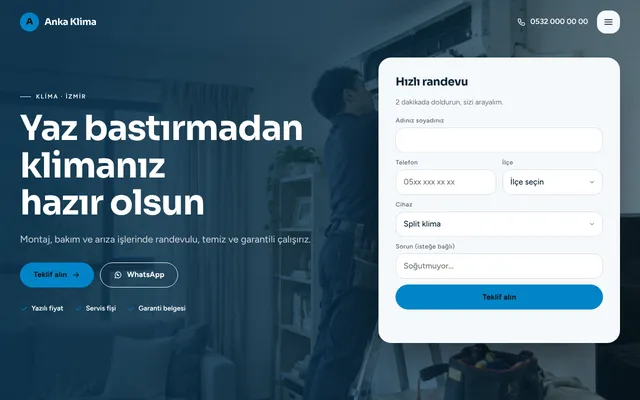 A Anka Klima
0532 000 00 00
KLİMA · İZMİR
Yaz bastırmadan
klimanız
hazır olsun
Montaj, bakım ve arıza işlerinde randevulu, temiz ve garantili çalışırız.
Teklif alın →
WhatsApp
Yazılı fiyat
Servis fişi
Garanti belgesi
Hızlı randevu
2 dakikada doldurun, sizi arayalım.
Adınız soyadınız
Telefon
İlçe
05xx xxx xx xx
İlçe seçin
Cihaz
Split klima
Sorun (isteğe bağlı)
Soğutmuyor...
Teklif alın